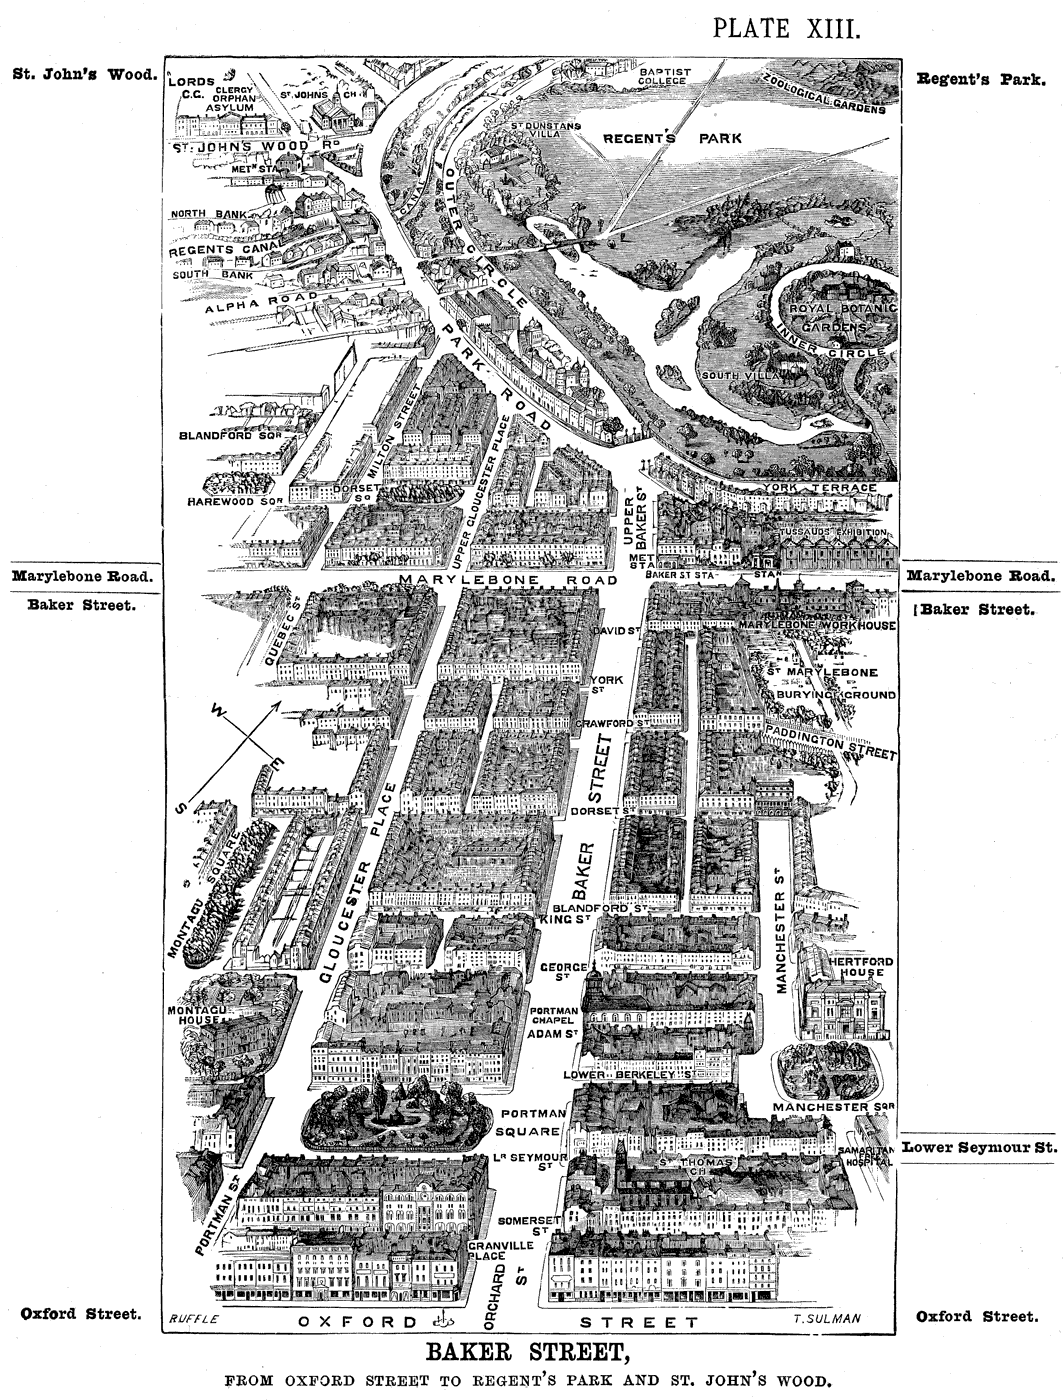 PLATE XIII.
St. John's Wood.
Regent's Park.
LORDS
C.G.
CLERGY
ORPHAN
ASYLUM
ST. JOHNS CH.
BAPTIST
COLLEGE
ZOOLOGICAL GARDENS
ST DUNSTANS
VILLA
REGENT'S PARK
ST. JOHN'S WOOD RD
METN STA
CANAL
OUTER CIRCLE
NORTH BANK
REGENTS CANAL
SOUTH BANK
ALPHA ROAD
ROYAL BOTANIC
GARDENS
INNER CIRCLE
SOUTH VILLA
PARK ROAD
MILTON STREET
UPPER GLOUCESTER PLACE
BLANDFORD SQR
HAREWOOD SQR
DORSET
SQ
YORK TERRACE
UPPER
BAKER ST
TUSSAUDS EXHIBITION
MET
STA
BAKER ST STA
STAN
Marylebone Road.
MARYLEBONE ROAD
Marylebone Road.
Baker Street.
Baker Street.
QUEBEC ST
DAVID ST
MARYLEBONE WORKHOUSE
ST MARYLEBONE
BURYING GROUND
YORK
ST
CRAWFORD ST
PADDINGTON STREET
W
E
S
BAKER STREET
GLOUCESTER PLACE
DORSET ST
MONTAGU SQUARE
MANCHESTER ST
BLANDFORD ST
KING ST
GEORGE
ST
HERTFORD
HOUSE
MONTAGU
HOUSE
PORTMAN
CHAPEL
ADAM ST
LOWER BERKELEY ST
MANCHESTER SQR
PORTMAN
SQUARE
Lower Seymour St.
LR SEYMOUR
ST
ST THOMAS
CH
SAMARITAN
FREE
HOSPITAL
PORTMAN ST
SOMERSET
ST
GRANVILLE
PLACE
ORCHARD ST
Oxford Street.
RUFFLE
OXFORD STREET
T. SULMAN
Oxford Street.
BAKER STREET,
FROM OXFORD STREET TO REGENT'S PARK AND ST. JOHN'S WOOD.